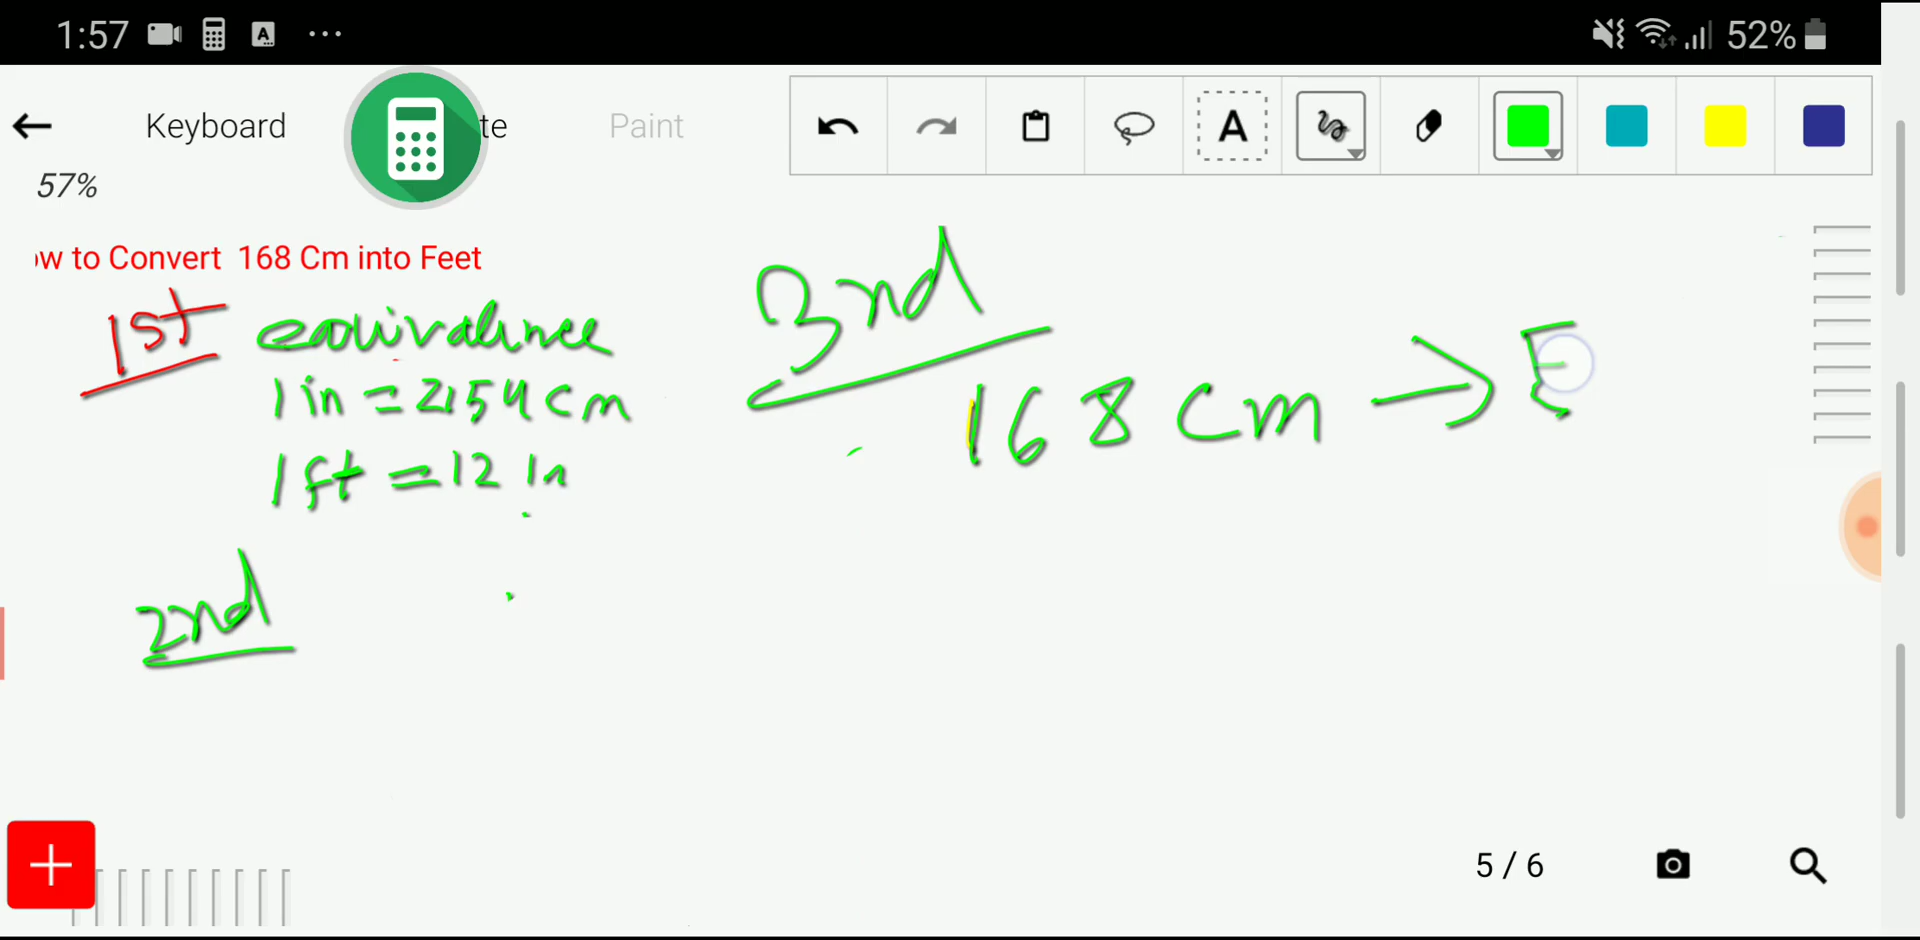 1:57 A... ... 52%
Keyboard te Paint A
57%
w to Convert 168 Cm into Feet
1st equivalence
1 in = 2.54 cm
1 ft = 12 in
2nd
3nd
168 cm → F
5 / 6